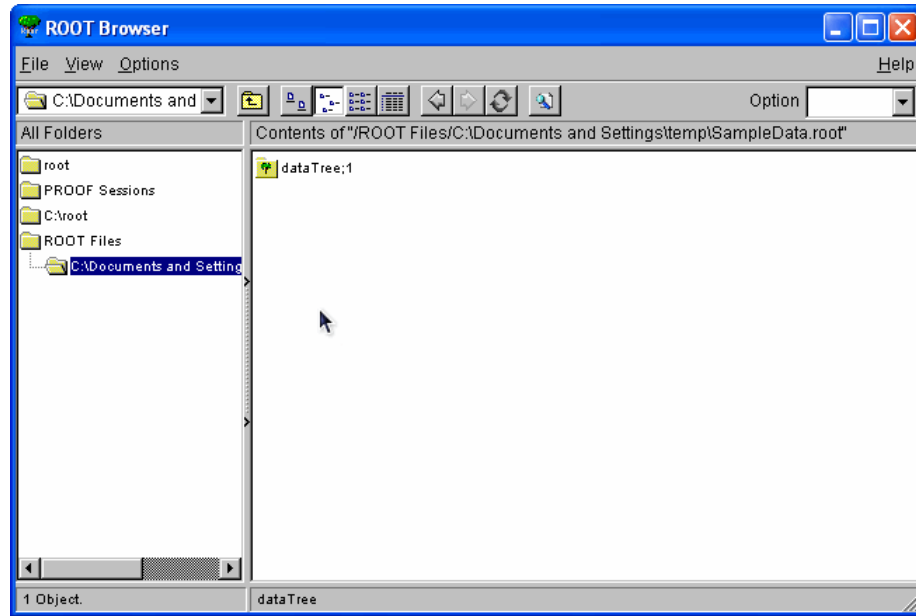 ROOT Browser
File View Options Help
C:\Documents and Option
All Folders Contents of "/ROOT Files/C:\Documents and Settings\temp\SampleData.root"
root
PROOF Sessions
C:\root
ROOT Files
C:\Documents and Setting
dataTree;1
1 Object. dataTree